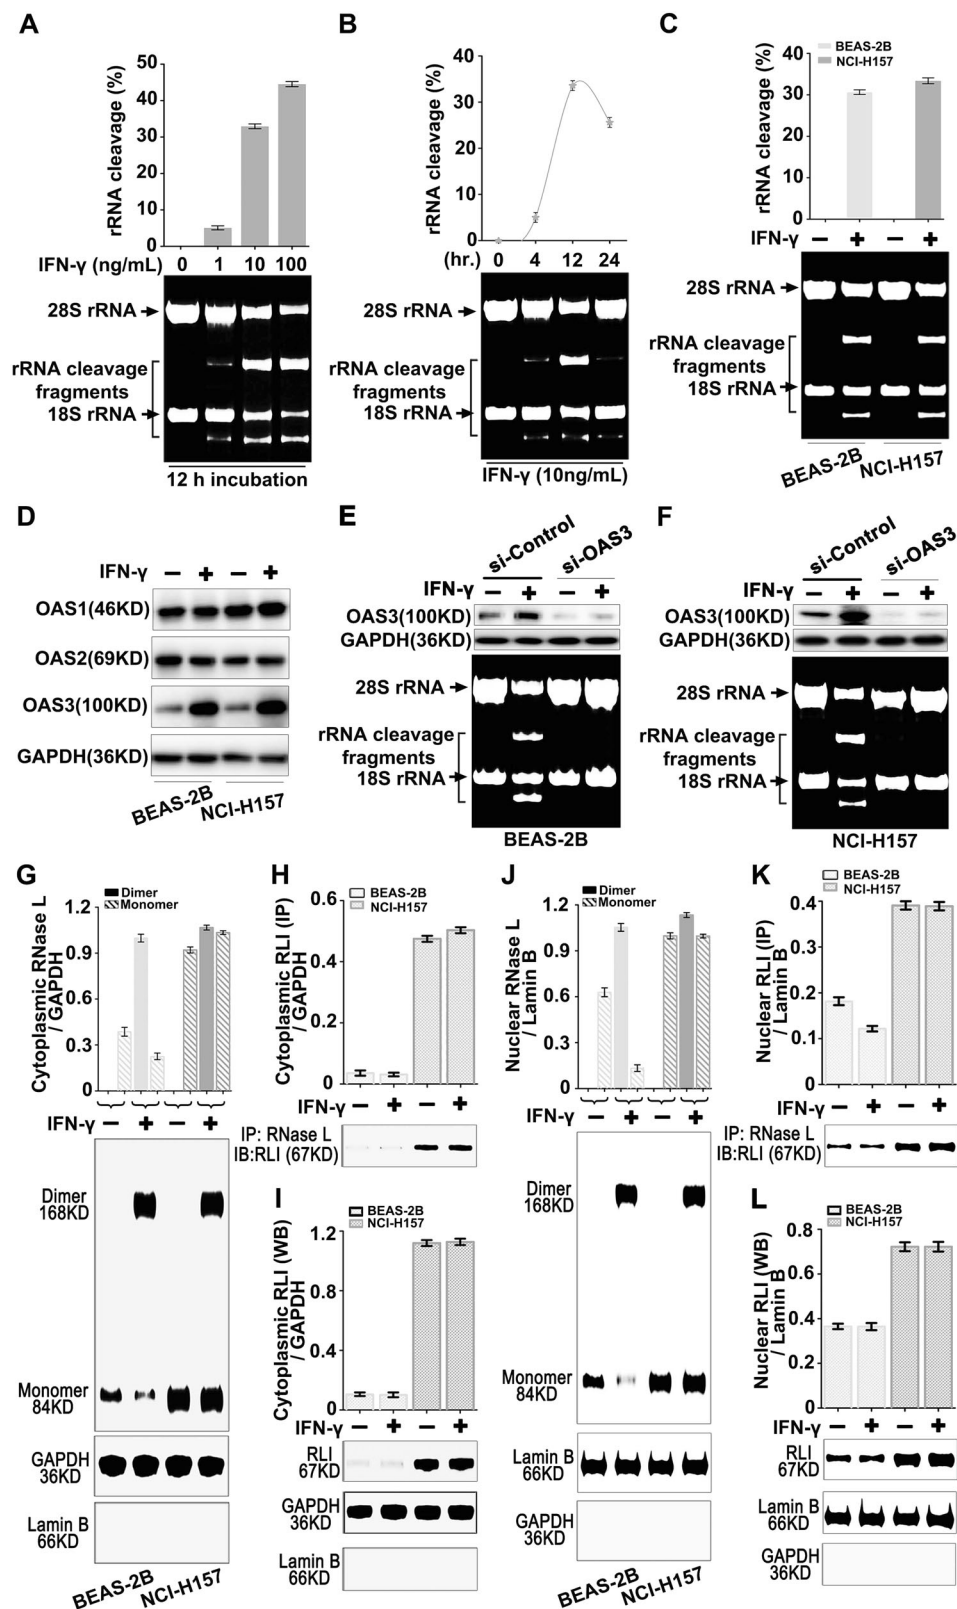 A
rRNA cleavage (%)
50
40
30
20
10
0
IFN-γ (ng/mL) 0 1 10 100
28S rRNA
rRNA cleavage
fragments
18S rRNA
12 h incubation
B
rRNA cleavage (%)
40
30
20
10
0
(hr.) 0 4 12 24
28S rRNA
rRNA cleavage
fragments
18S rRNA
IFN-γ (10ng/mL)
C
BEAS-2B
NCI-H157
rRNA cleavage (%)
40
30
20
10
0
IFN-γ − + − +
28S rRNA
rRNA cleavage
fragments
18S rRNA
BEAS-2B NCI-H157
D
IFN-γ − + − +
OAS1(46KD)
OAS2(69KD)
OAS3(100KD)
GAPDH(36KD)
BEAS-2B NCI-H157
E
si-Control si-OAS3
IFN-γ − + − +
OAS3(100KD)
GAPDH(36KD)
28S rRNA
rRNA cleavage
fragments
18S rRNA
BEAS-2B
F
si-Control si-OAS3
IFN-γ − + − +
OAS3(100KD)
GAPDH(36KD)
28S rRNA
rRNA cleavage
fragments
18S rRNA
NCI-H157
G
Dimer
Monomer
Cytoplasmic RNase L
/ GAPDH
1.2
0.9
0.6
0.3
0
IFN-γ − + − +
Dimer
168KD
Monomer
84KD
GAPDH
36KD
Lamin B
66KD
BEAS-2B NCI-H157
H
BEAS-2B
NCI-H157
Cytoplasmic RLI (IP)
/ GAPDH
0.6
0.4
0.2
0
IFN-γ − + − +
IP: RNase L
IB:RLI (67KD)
I
BEAS-2B
NCI-H157
Cytoplasmic RLI (WB)
/ GAPDH
1.2
0.8
0.4
0
IFN-γ − + − +
RLI
67KD
GAPDH
36KD
Lamin B
66KD
J
Dimer
Monomer
Nuclear RNase L
/ Lamin B
1.2
0.9
0.6
0.3
0
IFN-γ − + − +
Dimer
168KD
Monomer
84KD
Lamin B
66KD
GAPDH
36KD
BEAS-2B NCI-H157
K
BEAS-2B
NCI-H157
Nuclear RLI (IP)
/ Lamin B
0.4
0.3
0.2
0.1
0
IFN-γ − + − +
IP: RNase L
IB:RLI (67KD)
L
BEAS-2B
NCI-H157
Nuclear RLI (WB)
/ Lamin B
0.8
0.6
0.4
0.2
0
IFN-γ − + − +
RLI
67KD
Lamin B
66KD
GAPDH
36KD